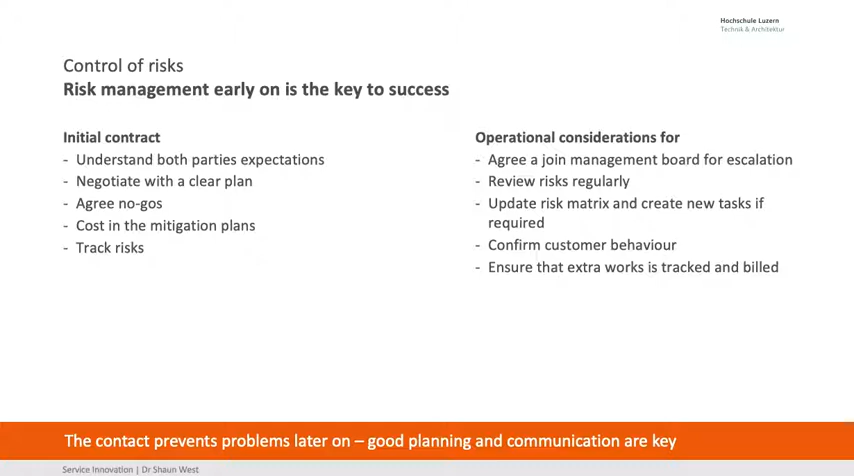 Hochschule Luzern
Technik & Architektur
Control of risks
Risk management early on is the key to success
Initial contract
- Understand both parties expectations
- Negotiate with a clear plan
- Agree no-gos
- Cost in the mitigation plans
- Track risks
Operational considerations for
- Agree a join management board for escalation
- Review risks regularly
- Update risk matrix and create new tasks if
required
- Confirm customer behaviour
- Ensure that extra works is tracked and billed
The contact prevents problems later on – good planning and communication are key
Service Innovation | Dr Shaun West